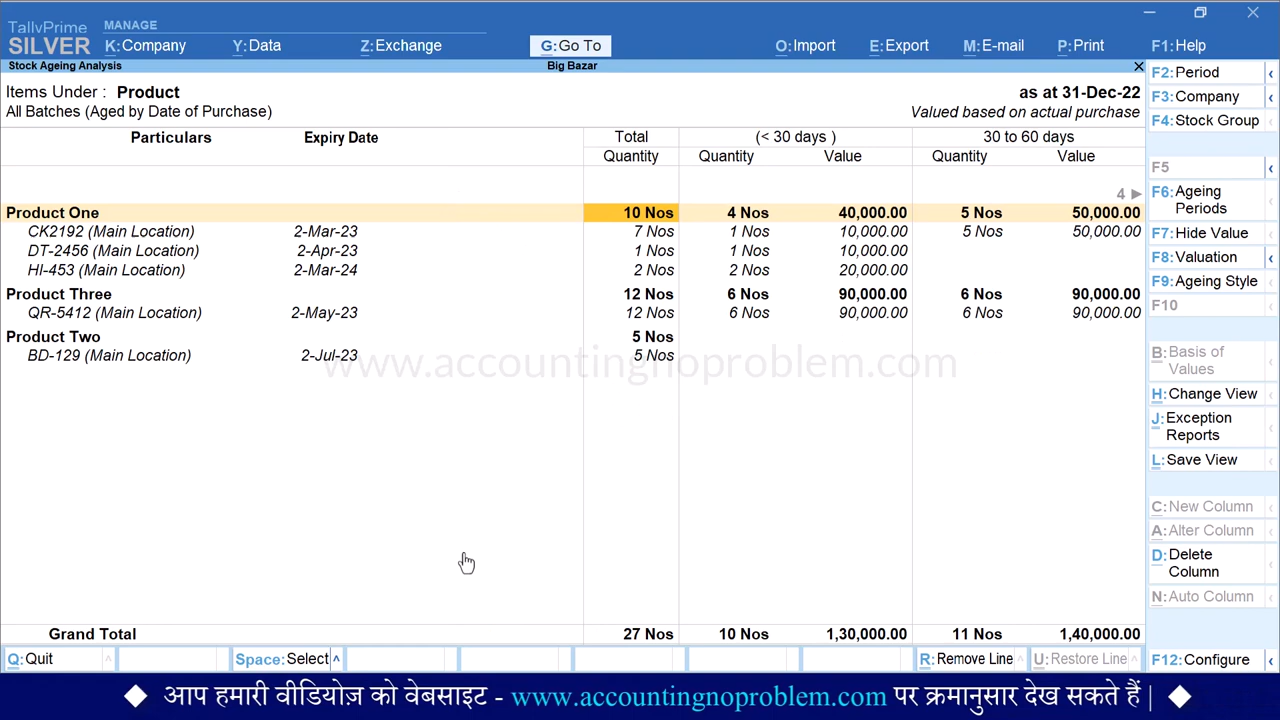 TallyPrime
SILVER
MANAGE
K:Company Y:Data Z:Exchange G:Go To O:Import E:Export M:E-mail P:Print F1:Help
Stock Ageing Analysis Big Bazar
Items Under : Product as at 31-Dec-22
All Batches (Aged by Date of Purchase) Valued based on actual purchase
Particulars Expiry Date Total (< 30 days ) 30 to 60 days
Quantity Quantity Value Quantity Value
4
Product One 10 Nos 4 Nos 40,000.00 5 Nos 50,000.00
CK2192 (Main Location) 2-Mar-23 7 Nos 1 Nos 10,000.00 5 Nos 50,000.00
DT-2456 (Main Location) 2-Apr-23 1 Nos 1 Nos 10,000.00
HI-453 (Main Location) 2-Mar-24 2 Nos 2 Nos 20,000.00
Product Three 12 Nos 6 Nos 90,000.00 6 Nos 90,000.00
QR-5412 (Main Location) 2-May-23 12 Nos 6 Nos 90,000.00 6 Nos 90,000.00
Product Two 5 Nos
BD-129 (Main Location) 2-Jul-23 5 Nos
www.accountingnoproblem.com
Grand Total 27 Nos 10 Nos 1,30,000.00 11 Nos 1,40,000.00
F2:Period
F3:Company
F4:Stock Group
F5
F6:Ageing
Periods
F7:Hide Value
F8:Valuation
F9:Ageing Style
F10
B:Basis of
Values
H:Change View
J:Exception
Reports
L:Save View
C:New Column
A:Alter Column
D:Delete
Column
N:Auto Column
Q:Quit Space:Select R:Remove Line U:Restore Line F12:Configure
आप हमारी वीडियोज़ को वेबसाइट - www.accountingnoproblem.com पर क्रमानुसार देख सकते हैं |